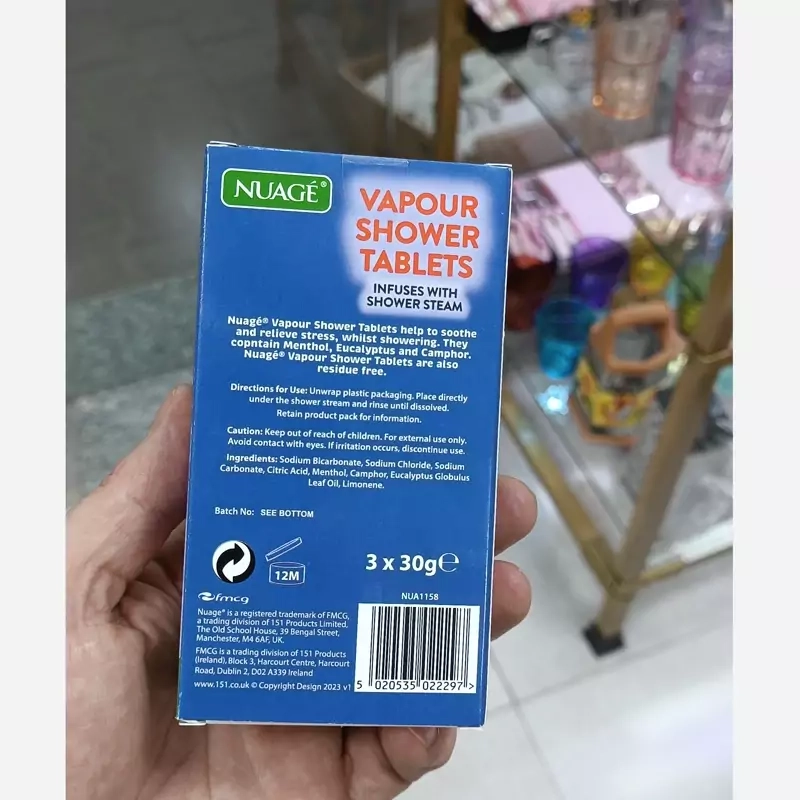 NUAGÉ®
VAPOUR
SHOWER
TABLETS
INFUSES WITH
SHOWER STEAM
Nuagé® Vapour Shower Tablets help to soothe
and relieve stress, whilst showering. They
copntain Menthol, Eucalyptus and Camphor.
Nuagé® Vapour Shower Tablets are also
residue free.
Directions for Use: Unwrap plastic packaging. Place directly
under the shower stream and rinse until dissolved.
Retain product pack for information.
Caution: Keep out of reach of children. For external use only.
Avoid contact with eyes. If irritation occurs, discontinue use.
Ingredients: Sodium Bicarbonate, Sodium Chloride, Sodium
Carbonate, Citric Acid, Menthol, Camphor, Eucalyptus Globulus
Leaf Oil, Limonene.
Batch No: SEE BOTTOM
12M
3 x 30g℮
fmcg
NUA1158
Nuage® is a registered trademark of FMCG,
a trading division of 151 Products Limited,
The Old School House, 39 Bengal Street,
Manchester, M4 6AF, UK.
FMCG is a trading division of 151 Products
(Ireland), Block 3, Harcourt Centre, Harcourt
Road, Dublin 2, D02 A339 Ireland
www.151.co.uk © Copyright Design 2023 v1
5 020535 022297 >